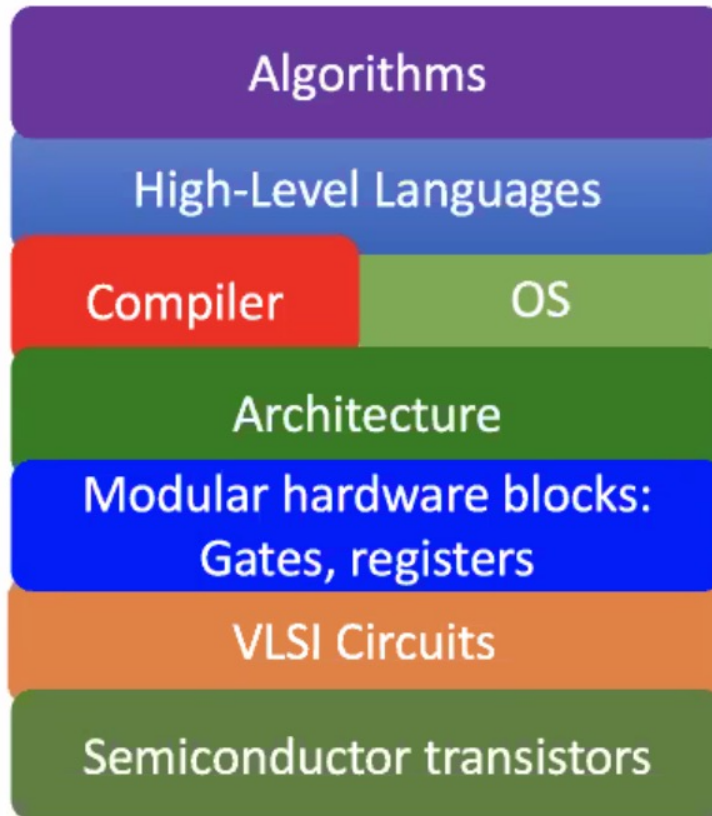 Algorithms
High-Level Languages
Compiler
OS
Architecture
Modular hardware blocks:
Gates, registers
VLSI Circuits
Semiconductor transistors